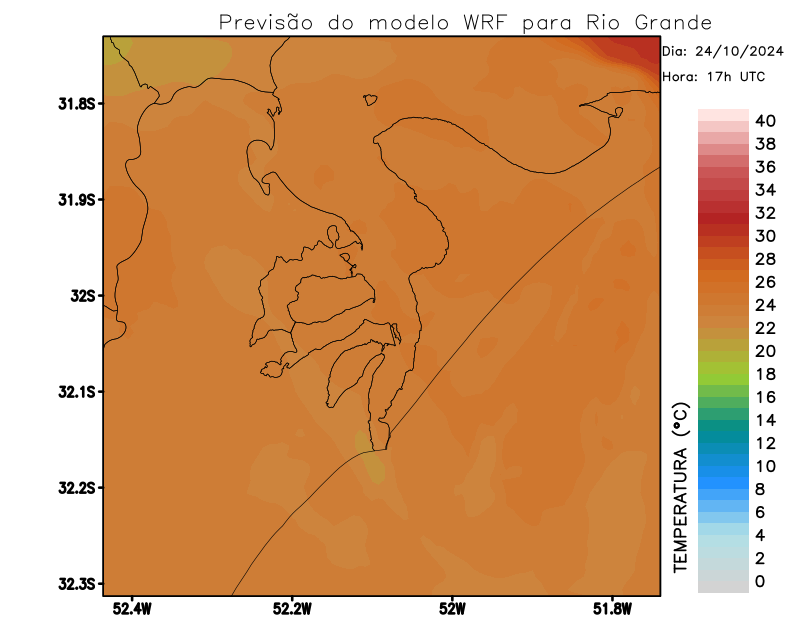 Previsão do modelo WRF para Rio Grande
Dia: 24/10/2024
Hora: 17h UTC
31.8S
31.9S
32S
32.1S
32.2S
32.3S
52.4W
52.2W
52W
51.8W
TEMPERATURA (ºC)
40
38
36
34
32
30
28
26
24
22
20
18
16
14
12
10
8
6
4
2
0